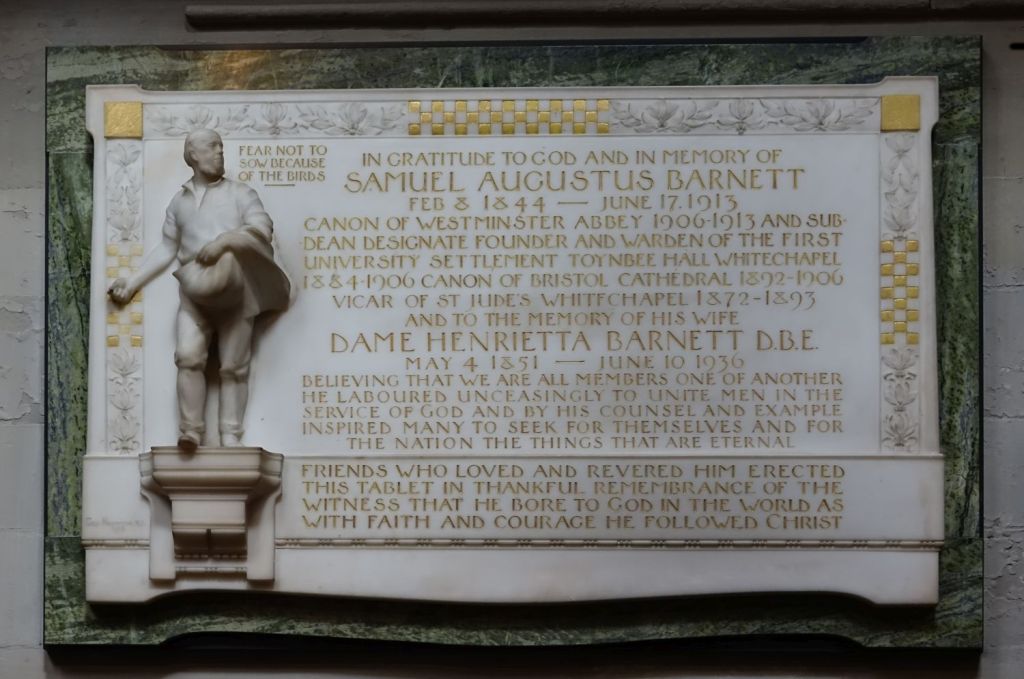 FEAR NOT TO
SOW BECAUSE
OF THE BIRDS
IN GRATITUDE TO GOD AND IN MEMORY OF
SAMUEL AUGUSTUS BARNETT
FEB 8 1844 — JUNE 17.1913
CANON OF WESTMINSTER ABBEY 1906-1913 AND SUB-
-DEAN DESIGNATE FOUNDER AND WARDEN OF THE FIRST
UNIVERSITY SETTLEMENT TOYNBEE HALL WHITECHAPEL
1884-1906 CANON OF BRISTOL CATHEDRAL 1892-1906
VICAR OF ST JUDE'S WHITECHAPEL 1872-1893
AND TO THE MEMORY OF HIS WIFE
DAME HENRIETTA BARNETT D.B.E.
MAY 4 1851 — JUNE 10 1936
BELIEVING THAT WE ARE ALL MEMBERS ONE OF ANOTHER
HE LABOURED UNCEASINGLY TO UNITE MEN IN THE
SERVICE OF GOD AND BY HIS COUNSEL AND EXAMPLE
INSPIRED MANY TO SEEK FOR THEMSELVES AND FOR
THE NATION THE THINGS THAT ARE ETERNAL
FRIENDS WHO LOVED AND REVERED HIM ERECTED
THIS TABLET IN THANKFUL REMEMBRANCE OF THE
WITNESS THAT HE BORE TO GOD IN THE WORLD AS
WITH FAITH AND COURAGE HE FOLLOWED CHRIST